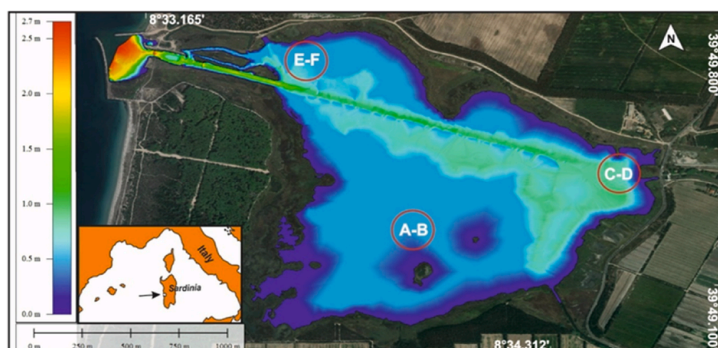 2.7 m
2.5 m
2.0 m
1.5 m
1.0 m
0.5 m
0.0 m
8°33.165'
N
39°49.800'
E-F
C-D
A-B
Italy
Sardinia
39°49.100'
8°34.312'
0 m
250 m
500 m
750 m
1000 m